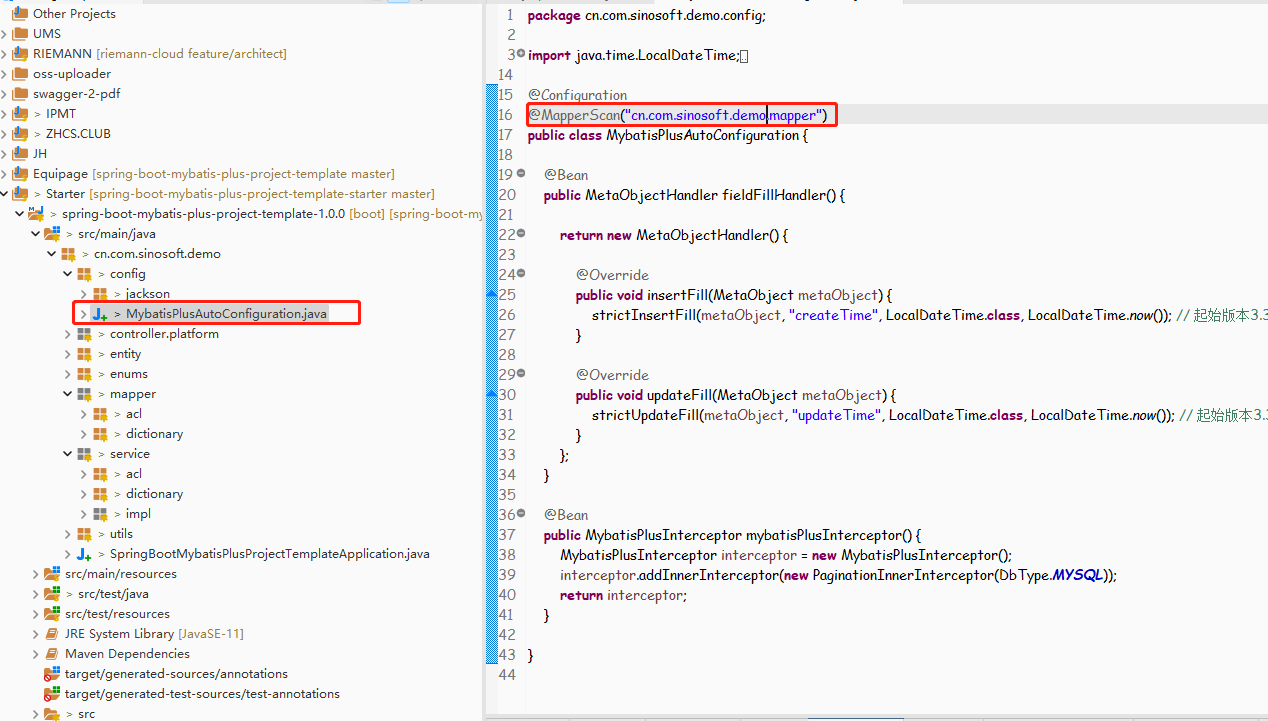 Other Projects
UMS
RIEMANN [riemann-cloud feature/architect]
oss-uploader
swagger-2-pdf
> IPMT
> ZHCS.CLUB
JH
Equipage [spring-boot-mybatis-plus-project-template master]
> Starter [spring-boot-mybatis-plus-project-template-starter master]
> spring-boot-mybatis-plus-project-template-1.0.0 [boot] [spring-boot-my
> src/main/java
> cn.com.sinosoft.demo
> config
> jackson
> MybatisPlusAutoConfiguration.java
> controller.platform
> entity
> enums
> mapper
> acl
> dictionary
> service
> acl
> dictionary
> impl
> utils
> SpringBootMybatisPlusProjectTemplateApplication.java
src/main/resources
> src/test/java
src/test/resources
JRE System Library [JavaSE-11]
Maven Dependencies
target/generated-sources/annotations
target/generated-test-sources/test-annotations
> src
1 package cn.com.sinosoft.demo.config;
2
3 import java.time.LocalDateTime;
14
15 @Configuration
16 @MapperScan("cn.com.sinosoft.demo.mapper")
17 public class MybatisPlusAutoConfiguration {
18
19 @Bean
20 public MetaObjectHandler fieldFillHandler() {
21
22 return new MetaObjectHandler() {
23
24 @Override
25 public void insertFill(MetaObject metaObject) {
26 strictInsertFill(metaObject, "createTime", LocalDateTime.class, LocalDateTime.now()); // 起始版本3.3
27 }
28
29 @Override
30 public void updateFill(MetaObject metaObject) {
31 strictUpdateFill(metaObject, "updateTime", LocalDateTime.class, LocalDateTime.now()); // 起始版本3.3
32 }
33 };
34 }
35
36 @Bean
37 public MybatisPlusInterceptor mybatisPlusInterceptor() {
38 MybatisPlusInterceptor interceptor = new MybatisPlusInterceptor();
39 interceptor.addInnerInterceptor(new PaginationInnerInterceptor(DbType.MYSQL));
40 return interceptor;
41 }
42
43 }
44